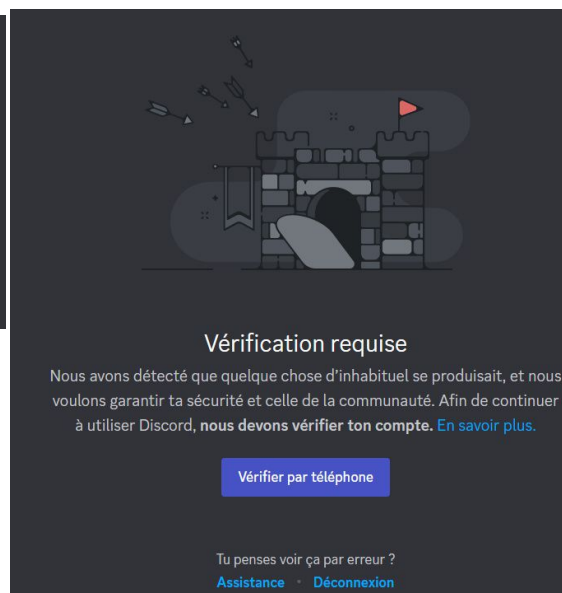 Vérification requise
Nous avons détecté que quelque chose d'inhabituel se produisait, et nous
voulons garantir ta sécurité et celle de la communauté. Afin de continuer
à utiliser Discord, nous devons vérifier ton compte. En savoir plus.
Vérifier par téléphone
Tu penses voir ça par erreur ?
Assistance • Déconnexion